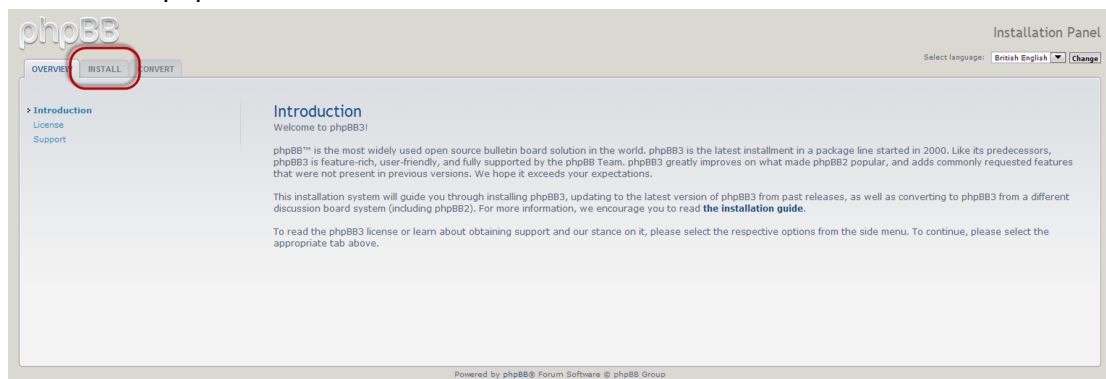 phpBB
Installation Panel
Select language: British English Change
OVERVIEW INSTALL CONVERT
Introduction
License
Support
Introduction
Welcome to phpBB3!
phpBB™ is the most widely used open source bulletin board solution in the world. phpBB3 is the latest installment in a package line started in 2000. Like its predecessors,
phpBB3 is feature-rich, user-friendly, and fully supported by the phpBB Team. phpBB3 greatly improves on what made phpBB2 popular, and adds commonly requested features
that were not present in previous versions. We hope it exceeds your expectations.
This installation system will guide you through installing phpBB3, updating to the latest version of phpBB3 from past releases, as well as converting to phpBB3 from a different
discussion board system (including phpBB2). For more information, we encourage you to read the installation guide.
To read the phpBB3 license or learn about obtaining support and our stance on it, please select the respective options from the side menu. To continue, please select the
appropriate tab above.
Powered by phpBB® Forum Software © phpBB Group